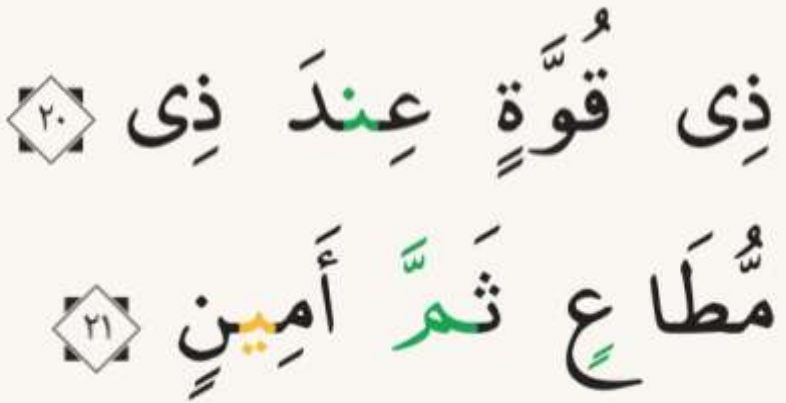 ذِى قُوَّةٍ عِندَ ذِى ٢٠
مُّطَاعٍ ثَمَّ أَمِينٍ ٢١